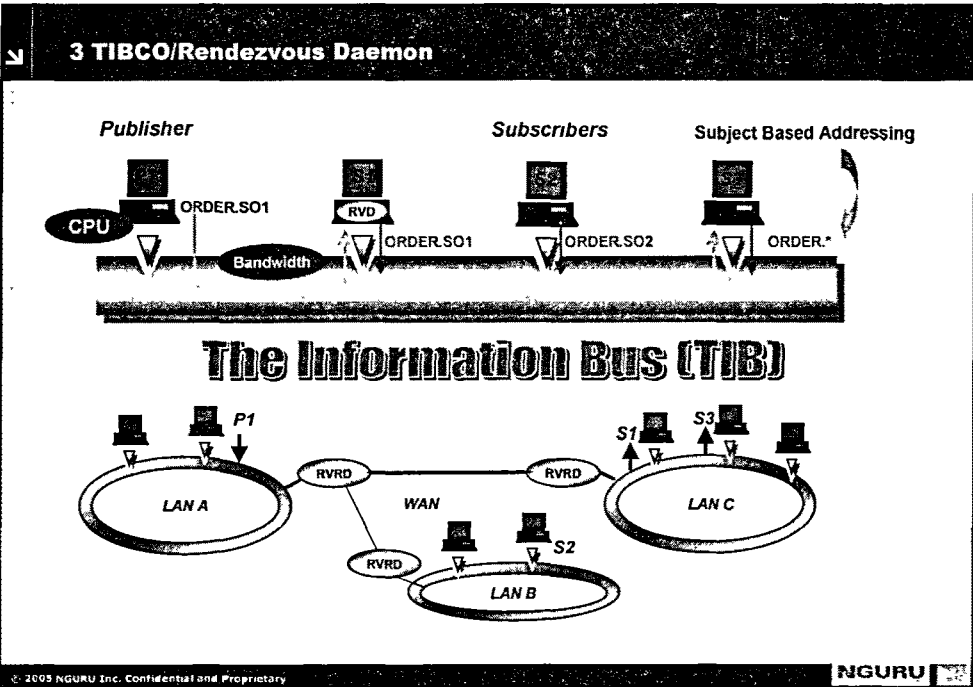 3 TIBCO/Rendezvous Daemon
Publisher
Subscribers
Subject Based Addressing
CPU
ORDER.SO1
RVD
ORDER.SO1
ORDER.SO2
ORDER.*
Bandwidth
The Information Bus (TIB)
P1
S1
S3
LAN A
RVRD
WAN
RVRD
LAN C
RVRD
S2
LAN B
© 2005 NGURU Inc. Confidential and Proprietary
NGURU